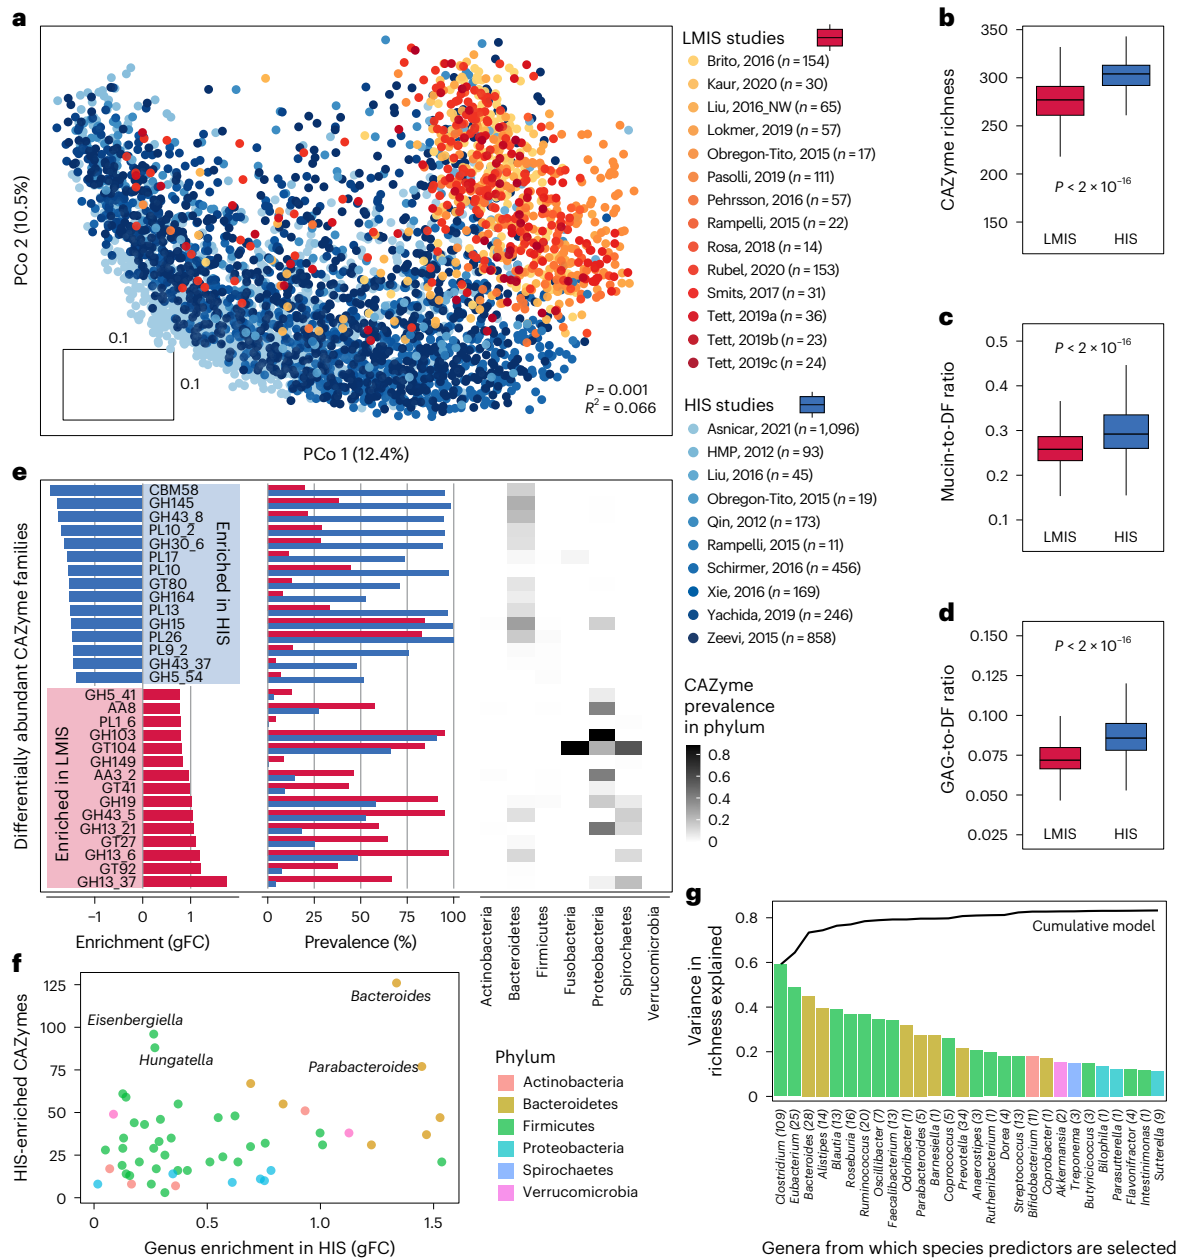 a
PCo 2 (10.5%)
0.1
0.1
P = 0.001
R² = 0.066
PCo 1 (12.4%)
LMIS studies
Brito, 2016 (n = 154)
Kaur, 2020 (n = 30)
Liu, 2016_NW (n = 65)
Lokmer, 2019 (n = 57)
Obregon-Tito, 2015 (n = 17)
Pasolli, 2019 (n = 111)
Pehrsson, 2016 (n = 57)
Rampelli, 2015 (n = 22)
Rosa, 2018 (n = 14)
Rubel, 2020 (n = 153)
Smits, 2017 (n = 31)
Tett, 2019a (n = 36)
Tett, 2019b (n = 23)
Tett, 2019c (n = 24)
HIS studies
Asnicar, 2021 (n = 1,096)
HMP, 2012 (n = 93)
Liu, 2016 (n = 45)
Obregon-Tito, 2015 (n = 19)
Qin, 2012 (n = 173)
Rampelli, 2015 (n = 11)
Schirmer, 2016 (n = 456)
Xie, 2016 (n = 169)
Yachida, 2019 (n = 246)
Zeevi, 2015 (n = 858)
b
CAZyme richness
350
300
250
200
150
P < 2 × 10⁻¹⁶
LMIS HIS
c
Mucin-to-DF ratio
0.5
0.4
0.3
0.2
0.1
P < 2 × 10⁻¹⁶
LMIS HIS
d
GAG-to-DF ratio
0.150
0.125
0.100
0.075
0.050
0.025
P < 2 × 10⁻¹⁶
LMIS HIS
e
Differentially abundant CAZyme families
Enriched in HIS
CBM58
GH145
GH43_8
PL10_2
GH30_6
PL17
PL10
GT80
GH164
PL13
GH15
PL26
PL9_2
GH43_37
GH5_54
Enriched in LMIS
GH5_41
AA8
PL1_6
GH103
GT104
GH149
AA3_2
GT41
GH19
GH43_5
GH13_21
GT27
GH13_6
GT92
GH13_37
−1 0 1
Enrichment (gFC)
0 25 50 75 100
Prevalence (%)
Actinobacteria
Bacteroidetes
Firmicutes
Fusobacteria
Proteobacteria
Spirochaetes
Verrucomicrobia
CAZyme
prevalence
in phylum
0.8
0.6
0.4
0.2
0
f
HIS-enriched CAZymes
125
100
75
50
25
0
Bacteroides
Eisenbergiella
Hungatella
Parabacteroides
0 0.5 1.0 1.5
Genus enrichment in HIS (gFC)
Phylum
Actinobacteria
Bacteroidetes
Firmicutes
Proteobacteria
Spirochaetes
Verrucomicrobia
g
Variance in
richness explained
0.8
0.6
0.4
0.2
0
Cumulative model
Clostridium (109)
Eubacterium (25)
Bacteroides (28)
Alistipes (14)
Blautia (13)
Roseburia (16)
Ruminococcus (20)
Oscillibacter (7)
Faecalibacterium (13)
Odoribacter (1)
Parabacteroides (5)
Barnesiella (1)
Coprococcus (5)
Prevotella (34)
Anaerostipes (3)
Ruthenibacterium (1)
Dorea (4)
Streptococcus (13)
Bifidobacterium (11)
Coprobacter (1)
Akkermansia (2)
Treponema (3)
Butyricicoccus (3)
Bilophila (1)
Parasutterella (1)
Flavonifractor (4)
Intestinimonas (1)
Sutterella (9)
Genera from which species predictors are selected